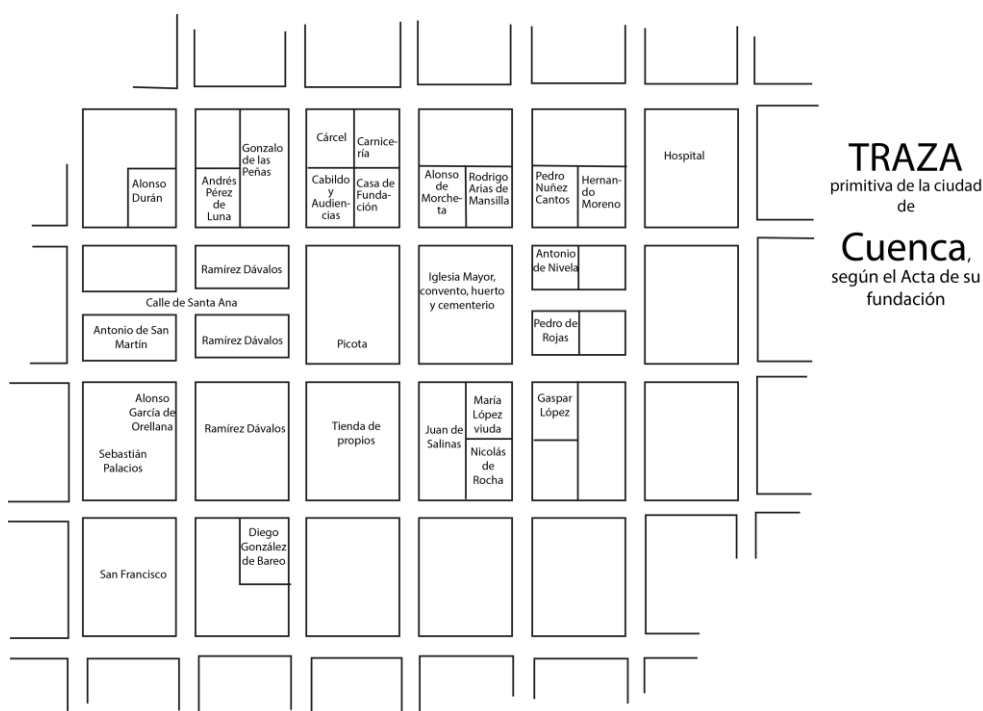 Alonso
Durán
Andrés
Pérez
de
Luna
Gonzalo
de las
Peñas
Cárcel
Carnice-
ría
Cabildo
y
Audien-
cias
Casa de
Funda-
ción
Alonso
de
Morche-
ta
Rodrigo
Arias de
Mansilla
Pedro
Nuñez
Cantos
Hernan-
do
Moreno
Hospital
TRAZA
primitiva de la ciudad
de
Cuenca,
según el Acta de su
fundación
Ramírez Dávalos
Calle de Santa Ana
Antonio de San
Martín
Ramírez Dávalos
Picota
Iglesia Mayor,
convento, huerto
y cementerio
Antonio
de Nivela
Pedro de
Rojas
Alonso
García de
Orellana
Sebastián
Palacios
Ramírez Dávalos
Tienda de
propios
Juan de
Salinas
María
López
viuda
Nicolás
de
Rocha
Gaspar
López
San Francisco
Diego
González
de Bareo